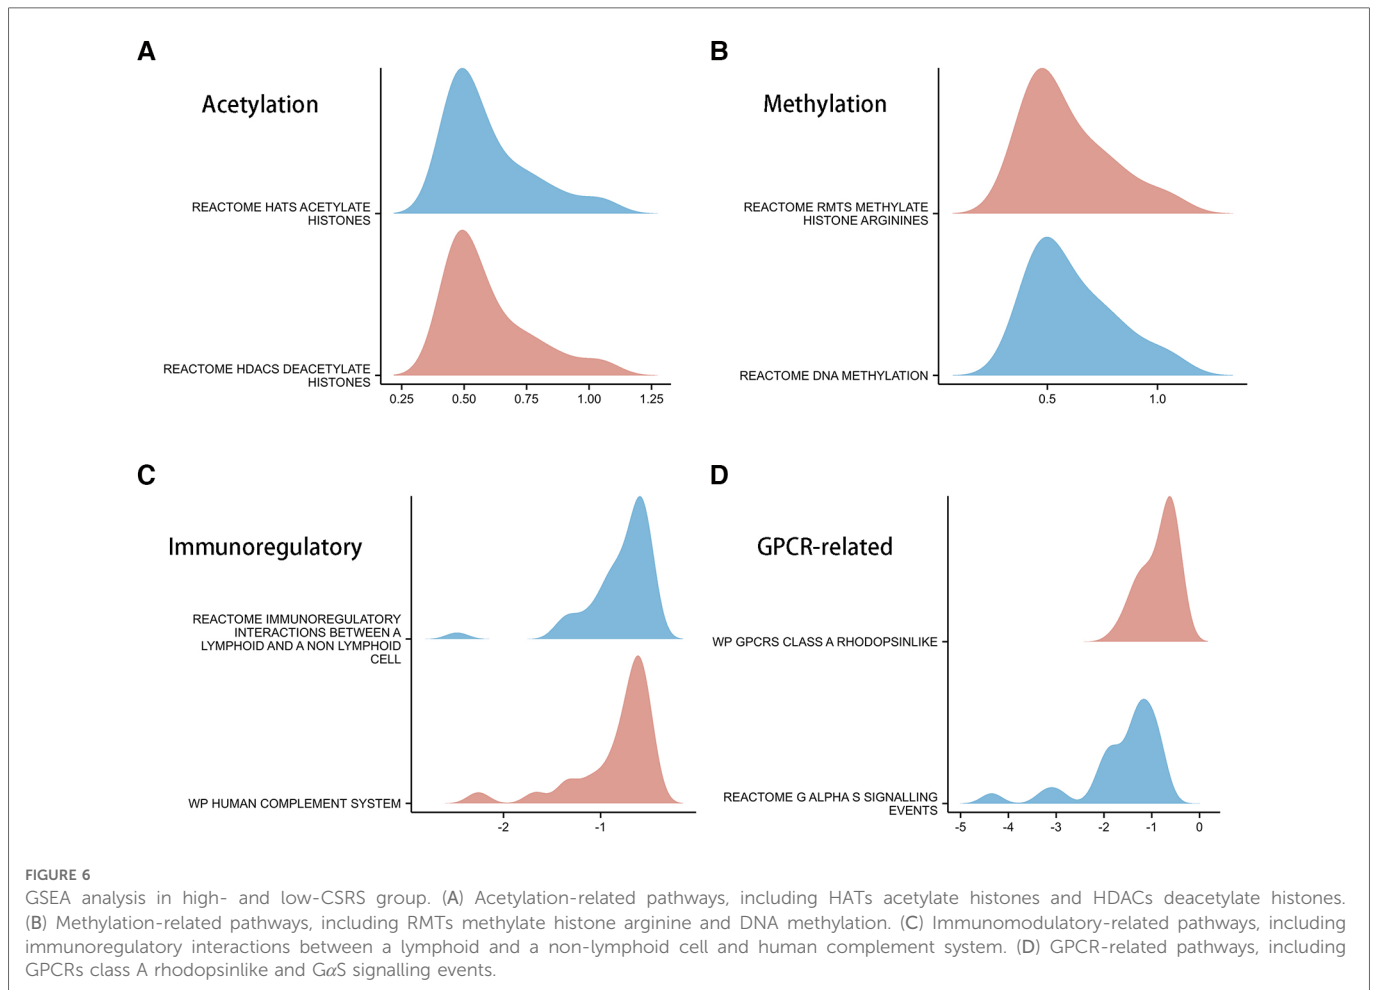 A
Acetylation
REACTOME HATS ACETYLATE
HISTONES
REACTOME HDACS DEACETYLATE
HISTONES
0.25 0.50 0.75 1.00 1.25
B
Methylation
REACTOME RMTS METHYLATE
HISTONE ARGININES
REACTOME DNA METHYLATION
0.5 1.0
C
Immunoregulatory
REACTOME IMMUNOREGULATORY
INTERACTIONS BETWEEN A
LYMPHOID AND A NON LYMPHOID
CELL
WP HUMAN COMPLEMENT SYSTEM
-2 -1
D
GPCR-related
WP GPCRS CLASS A RHODOPSINLIKE
REACTOME G ALPHA S SIGNALLING
EVENTS
-5 -4 -3 -2 -1 0
FIGURE 6
GSEA analysis in high- and low-CSRS group. (A) Acetylation-related pathways, including HATs acetylate histones and HDACs deacetylate histones.
(B) Methylation-related pathways, including RMTs methylate histone arginine and DNA methylation. (C) Immunomodulatory-related pathways, including
immunoregulatory interactions between a lymphoid and a non-lymphoid cell and human complement system. (D) GPCR-related pathways, including
GPCRs class A rhodopsinlike and GαS signalling events.